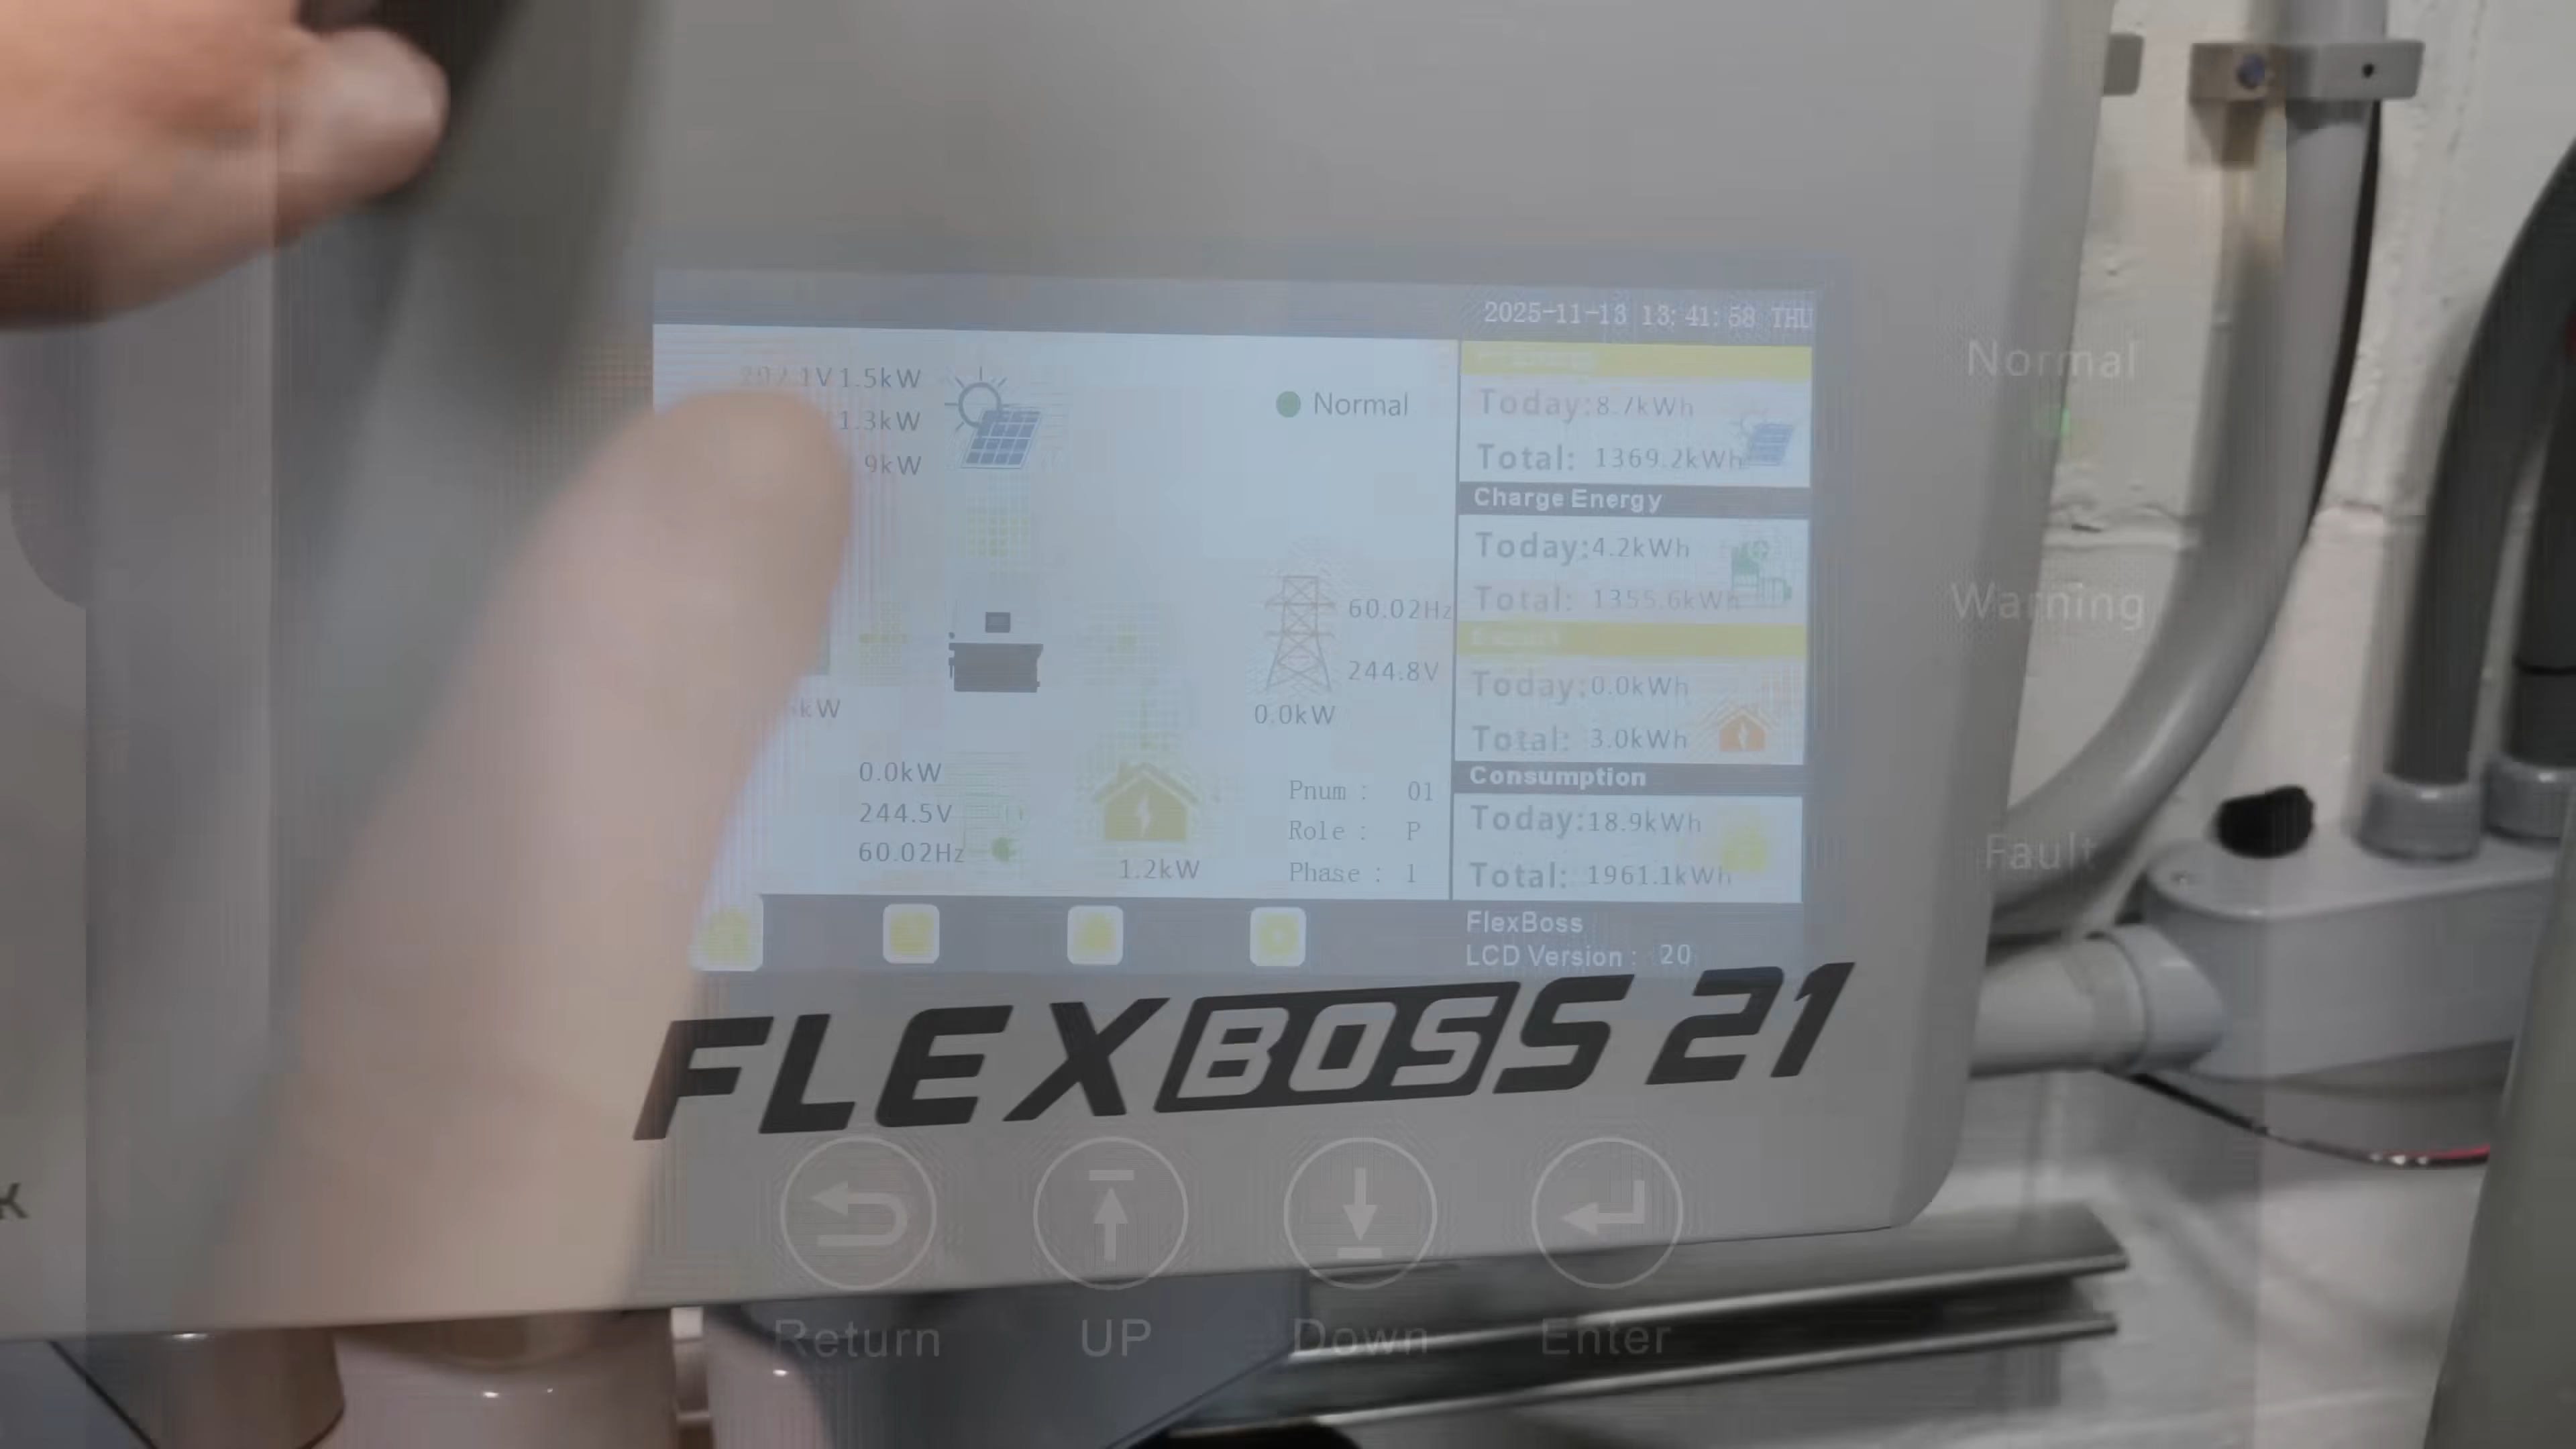 2025-11-13 13:41:58 THU
1.5kW
1.3kW
9kW
Normal
60.02Hz
244.8V
0.0kW
kW
0.0kW
244.5V
60.02Hz
1.2kW
Pnum : 01
Role : P
Phase : 1
Today:8.7kWh
Total: 1369.2kWh
Charge Energy
Today:4.2kWh
Total: 1355.6kWh
Today:0.0kWh
Total: 3.0kWh
Consumption
Today:18.9kWh
Total: 1961.1kWh
FlexBoss
LCD Version : 20
Normal
Warning
Fault
FLEXBOSS 21
Return
UP
Down
Enter
K